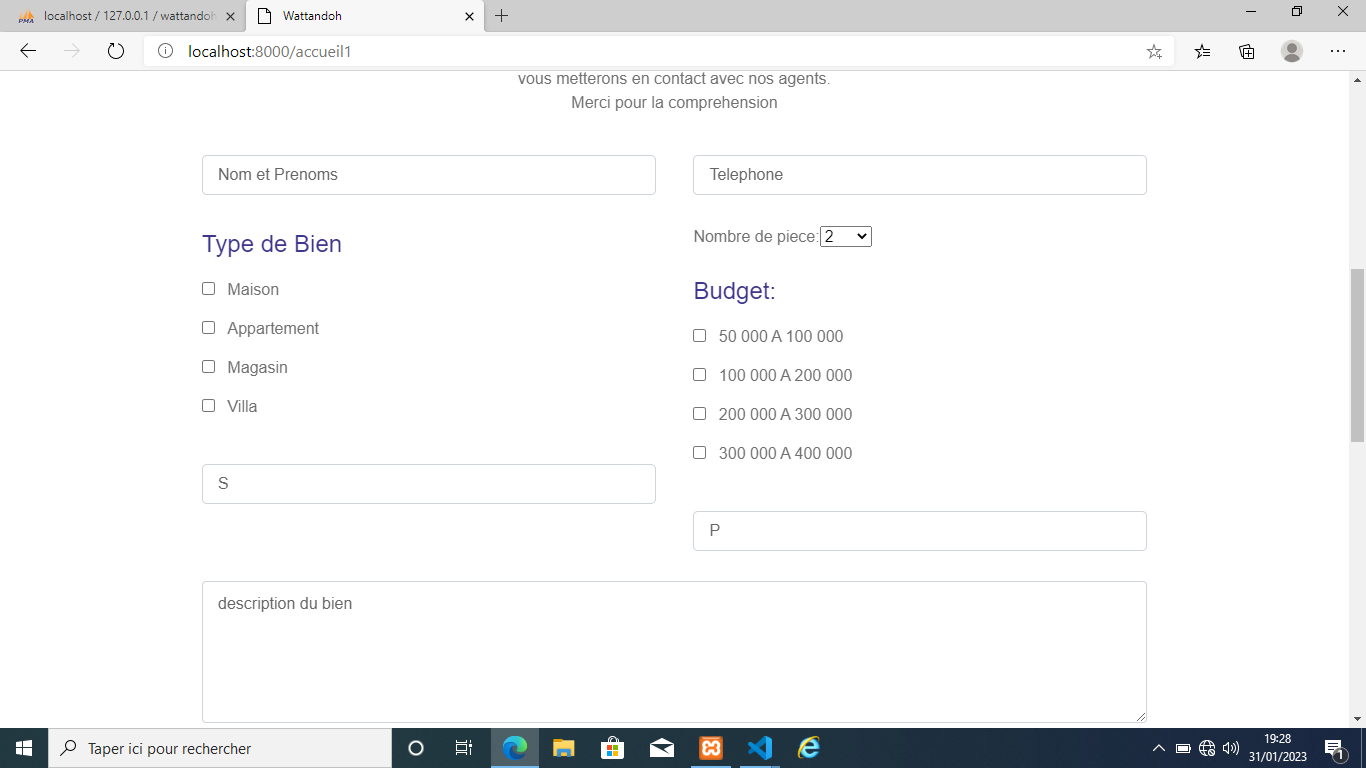 localhost / 127.0.0.1 / wattandoh
Wattandoh
localhost:8000/accueil1
vous metterons en contact avec nos agents.
Merci pour la comprehension
Nom et Prenoms
Telephone
Type de Bien
Maison
Appartement
Magasin
Villa
S
Nombre de piece: 2
Budget:
50 000 A 100 000
100 000 A 200 000
200 000 A 300 000
300 000 A 400 000
P
description du bien
Taper ici pour rechercher
19:28
31/01/2023
1